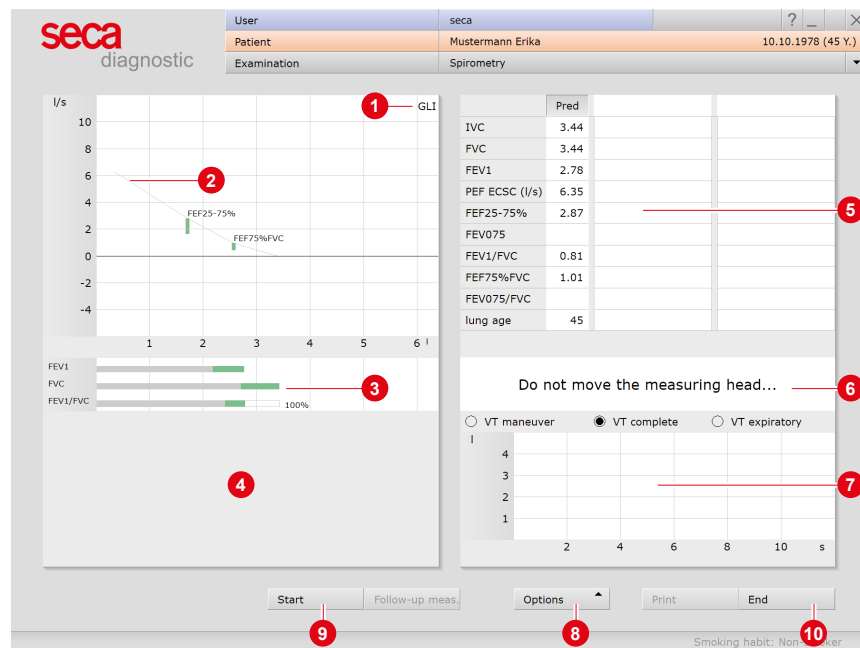 seca
diagnostic
User seca ? _ X
Patient Mustermann Erika 10.10.1978 (45 Y.)
Examination Spirometry
l/s
1 GLI
10
8
6
4
2
0
-2
-4
2
FEF25-75%
FEF75%FVC
1 2 3 4 5 6 l
FEV1
FVC
FEV1/FVC 100%
3
4
Pred
IVC 3.44
FVC 3.44
FEV1 2.78
PEF ECSC (l/s) 6.35
FEF25-75% 2.87
FEV075
FEV1/FVC 0.81
FEF75%FVC 1.01
FEV075/FVC
lung age 45
5
Do not move the measuring head... 6
VT maneuver VT complete VT expiratory
l
4
3
2
1
7
2 4 6 8 10 s
Start Follow-up meas. Options Print End
9 8 10
Smoking habit: Non-